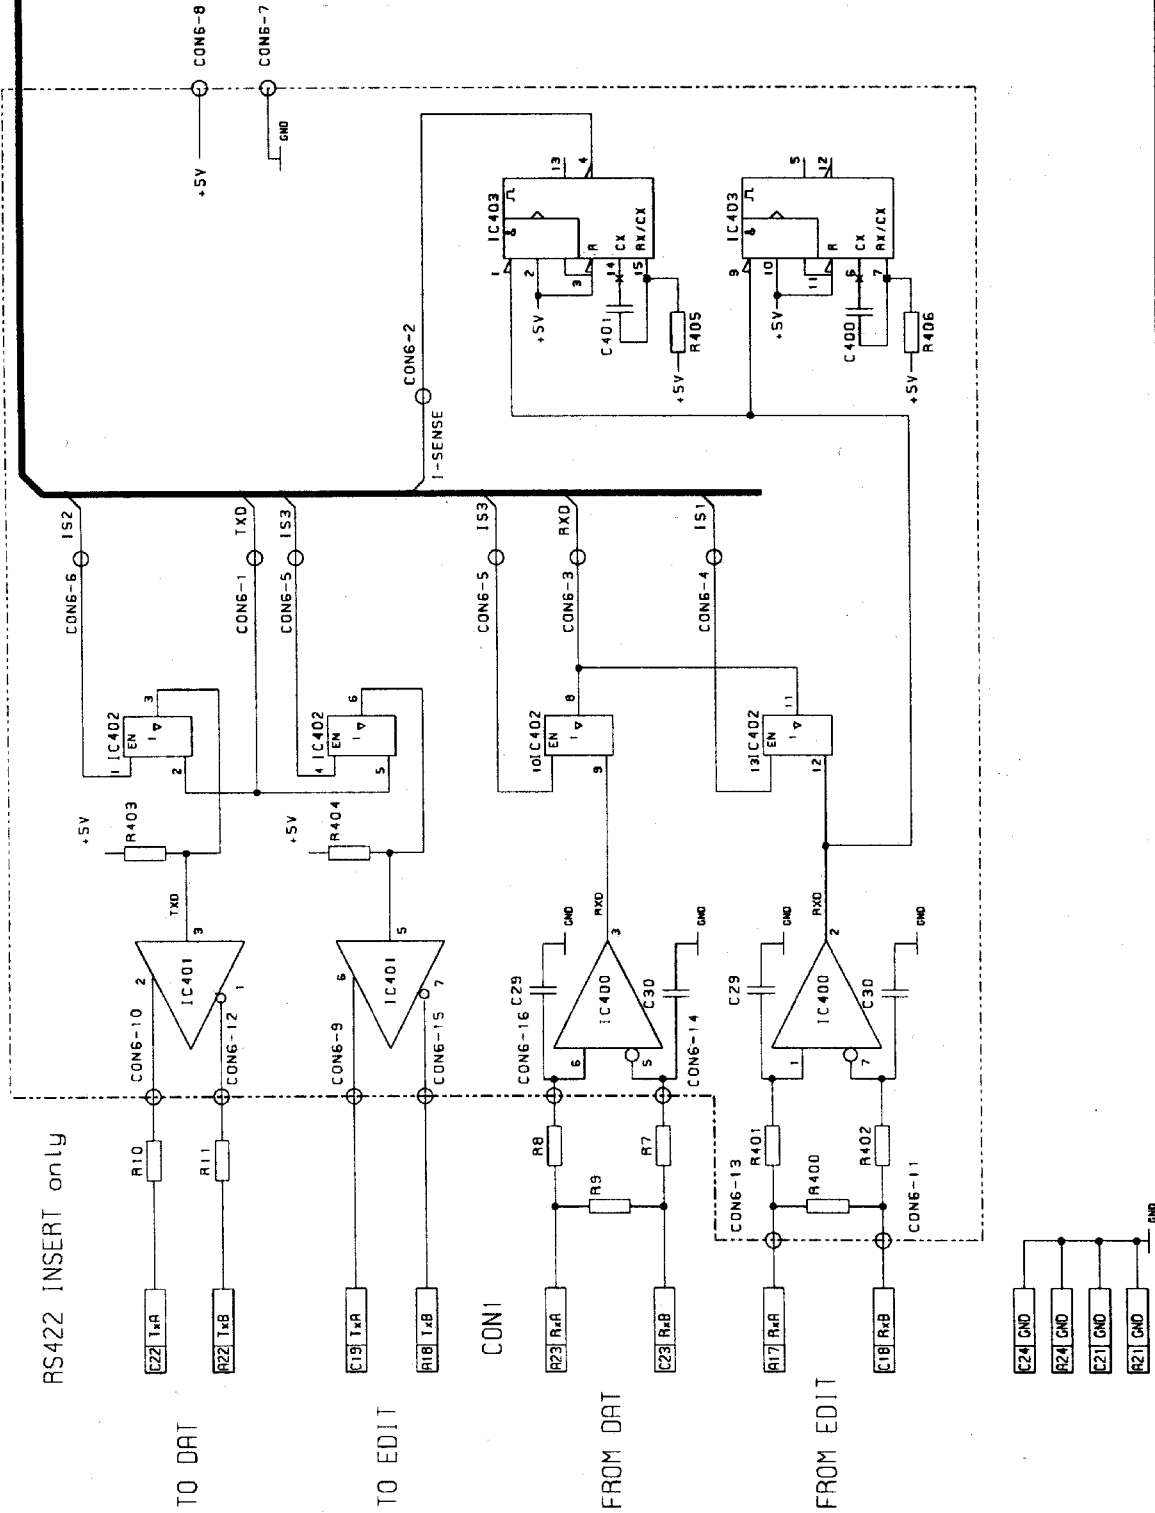 RS422 INSERT only
TO DAT
C22 TxA
R10
CON6-10
2
IC401
3
TXD
R403
+5V
A22 TxB
R11
CON6-12
1
1
2
EN
1
IC402
3
CON6-6
IS2
CON6-1
TXD
TO EDIT
C19 TxA
CON6-9
6
IC401
5
R404
+5V
A18 TxB
CON6-15
7
4
5
EN
1
IC402
6
CON6-5
IS3
CON1
FROM DAT
A23 RxA
R8
CON6-16
C29
GND
6
IC400
3
RXD
R9
C23 RxB
R7
CON6-14
C30
GND
5
10
9
IC402
EN
1
8
CON6-5
IS3
CON6-3
RXD
FROM EDIT
A17 RxA
CON6-13
R401
C29
GND
1
IC400
2
RXD
R400
C18 RxB
CON6-11
R402
C30
GND
7
13
12
IC402
EN
1
11
CON6-4
IS1
I-SENSE
CON6-2
IC403
&
1
2
3
R
14
CX
15
RX/CX
13
4
+5V
C401
R405
+5V
IC403
&
9
10
11
R
6
CX
7
RX/CX
5
12
+5V
C400
R406
+5V
+5V
CON6-8
GND
CON6-7
C24 GND
A24 GND
C21 GND
A21 GND
GND